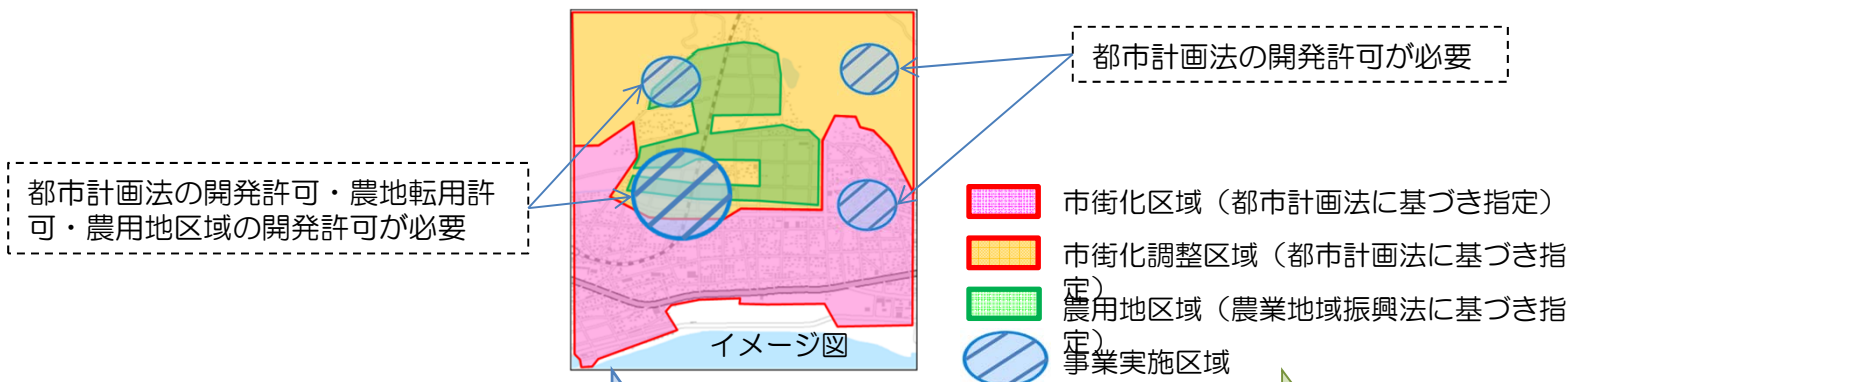 都市計画法の開発許可が必要
都市計画法の開発許可・農地転用許
可・農用地区域の開発許可が必要
市街化区域（都市計画法に基づき指定）
市街化調整区域（都市計画法に基づき指
定）
農用地区域（農業地域振興法に基づき指
定）
事業実施区域
イメージ図